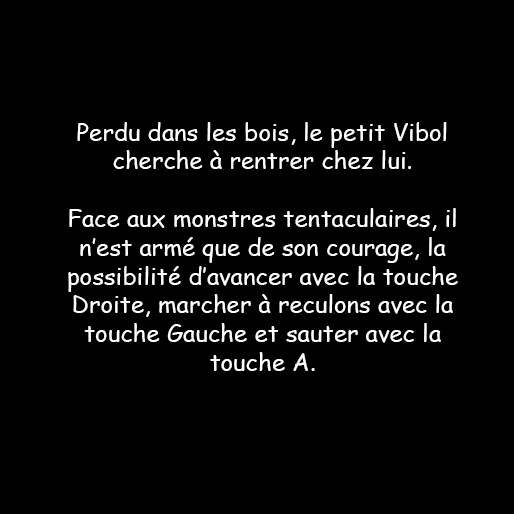 Perdu dans les bois, le petit Vibol
cherche à rentrer chez lui.
Face aux monstres tentaculaires, il
n’est armé que de son courage, la
possibilité d’avancer avec la touche
Droite, marcher à reculons avec la
touche Gauche et sauter avec la
touche A.